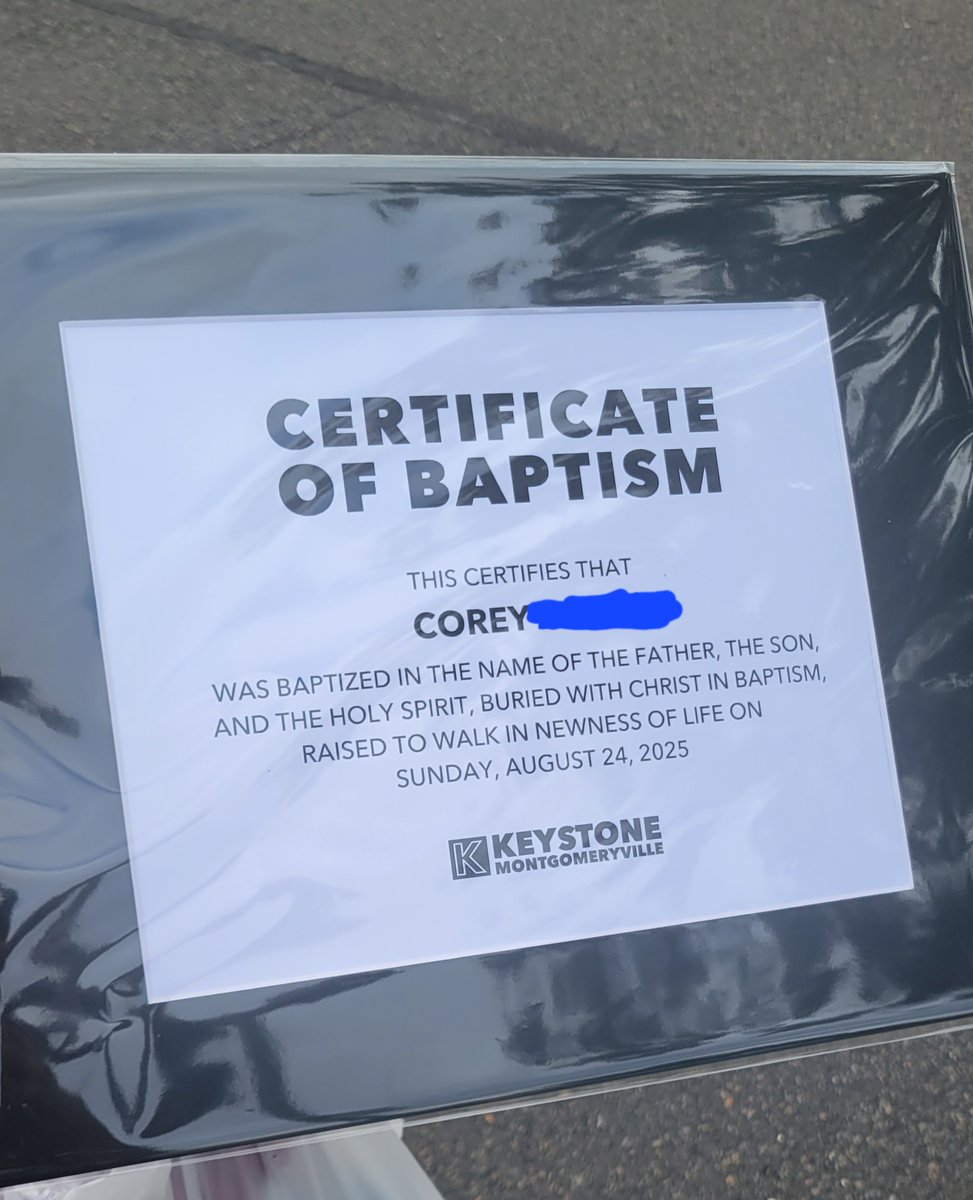 CERTIFICATE
OF BAPTISM
THIS CERTIFIES THAT
COREY
WAS BAPTIZED IN THE NAME OF THE FATHER, THE SON,
AND THE HOLY SPIRIT, BURIED WITH CHRIST IN BAPTISM,
RAISED TO WALK IN NEWNESS OF LIFE ON
SUNDAY, AUGUST 24, 2025
K KEYSTONE
MONTGOMERYVILLE